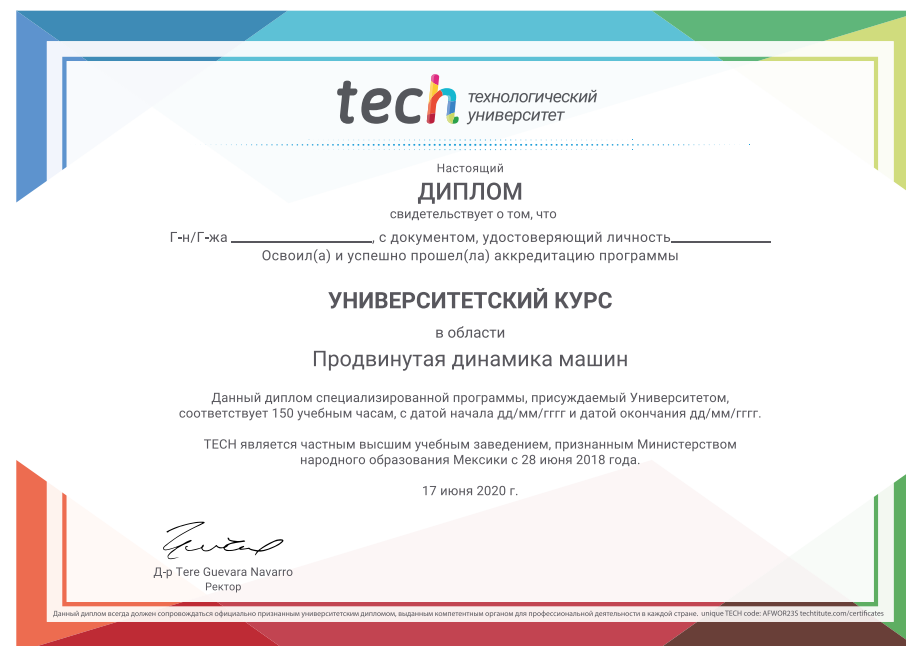 tech технологический
университет
Настоящий
ДИПЛОМ
свидетельствует о том, что
Г-н/Г-жа ____________________, с документом, удостоверяющий личность______________
Освоил(а) и успешно прошел(ла) аккредитацию программы
УНИВЕРСИТЕТСКИЙ КУРС
в области
Продвинутая динамика машин
Данный диплом специализированной программы, присуждаемый Университетом,
соответствует 150 учебным часам, с датой начала дд/мм/гггг и датой окончания дд/мм/гггг.
TECH является частным высшим учебным заведением, признанным Министерством
народного образования Мексики с 28 июня 2018 года.
17 июня 2020 г.
Д-р Tere Guevara Navarro
Ректор
Данный диплом всегда должен сопровождаться официально признанным университетским дипломом, выданным компетентным органом для профессиональной деятельности в каждой стране. unique TECH code: AFWOR23S techtitute.com/certificates